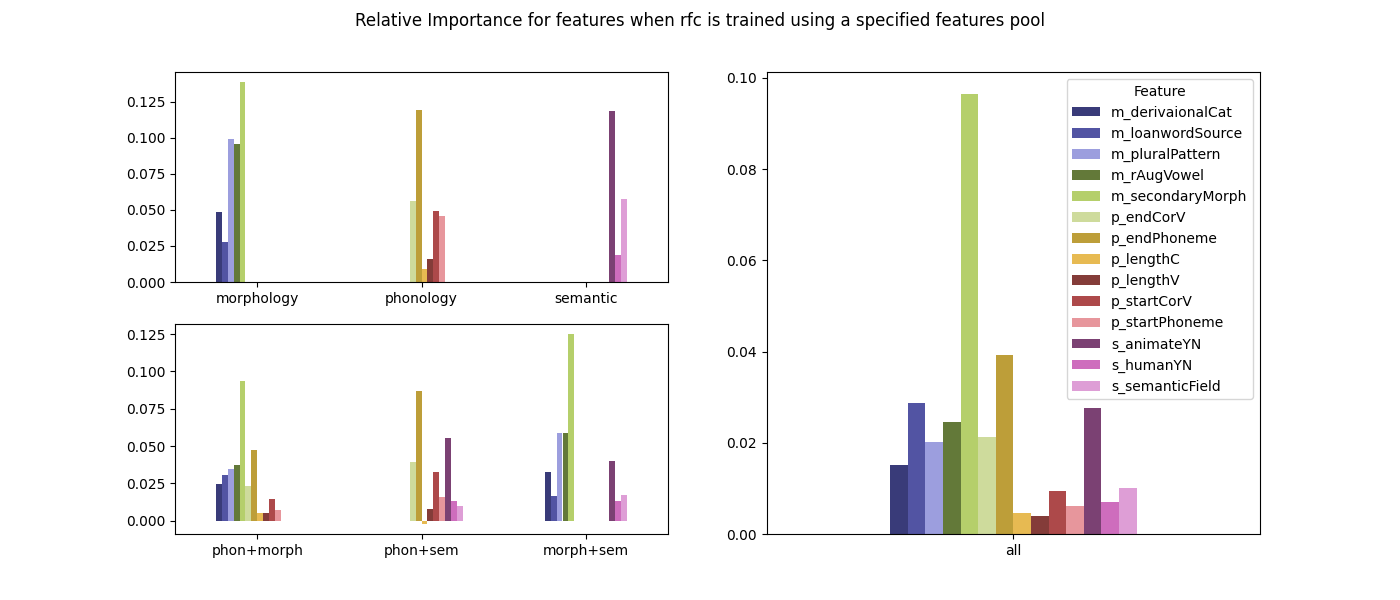 Relative Importance for features when rfc is trained using a specified features pool
0.125
0.100
0.075
0.050
0.025
0.000
morphology phonology semantic
0.125
0.100
0.075
0.050
0.025
0.000
phon+morph phon+sem morph+sem
0.10
0.08
0.06
0.04
0.02
0.00
all
Feature
m_derivaionalCat
m_loanwordSource
m_pluralPattern
m_rAugVowel
m_secondaryMorph
p_endCorV
p_endPhoneme
p_lengthC
p_lengthV
p_startCorV
p_startPhoneme
s_animateYN
s_humanYN
s_semanticField